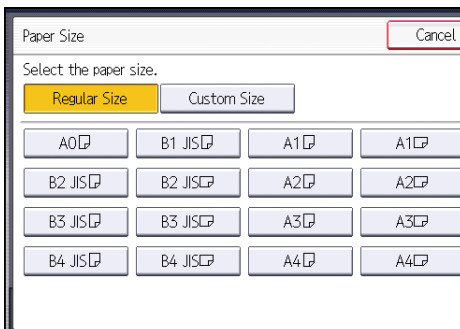 Paper Size Cancel
Select the paper size.
Regular Size Custom Size
A0 B1 JIS A1 A1
B2 JIS B2 JIS A2 A2
B3 JIS B3 JIS A3 A3
B4 JIS B4 JIS A4 A4